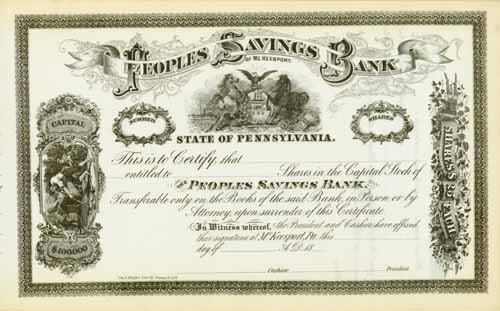 PEOPLES SAVINGS BANK
OF MCKEESPORT.
CAPITAL
NUMBER
SHARES
STATE OF PENNSYLVANIA.
This is to Certify, that
entitled to Shares in the Capital Stock of
The PEOPLES SAVINGS BANK.
Transferable only on the Books of the said Bank, in Person or by
Attorney, upon surrender of this Certificate.
In Witness whereof, the President and Cashier have affixed
their signatures at McKeesport, Pa. this
day of A.D. 18
$100,000
Cashier. President.
SAVINGS BANK